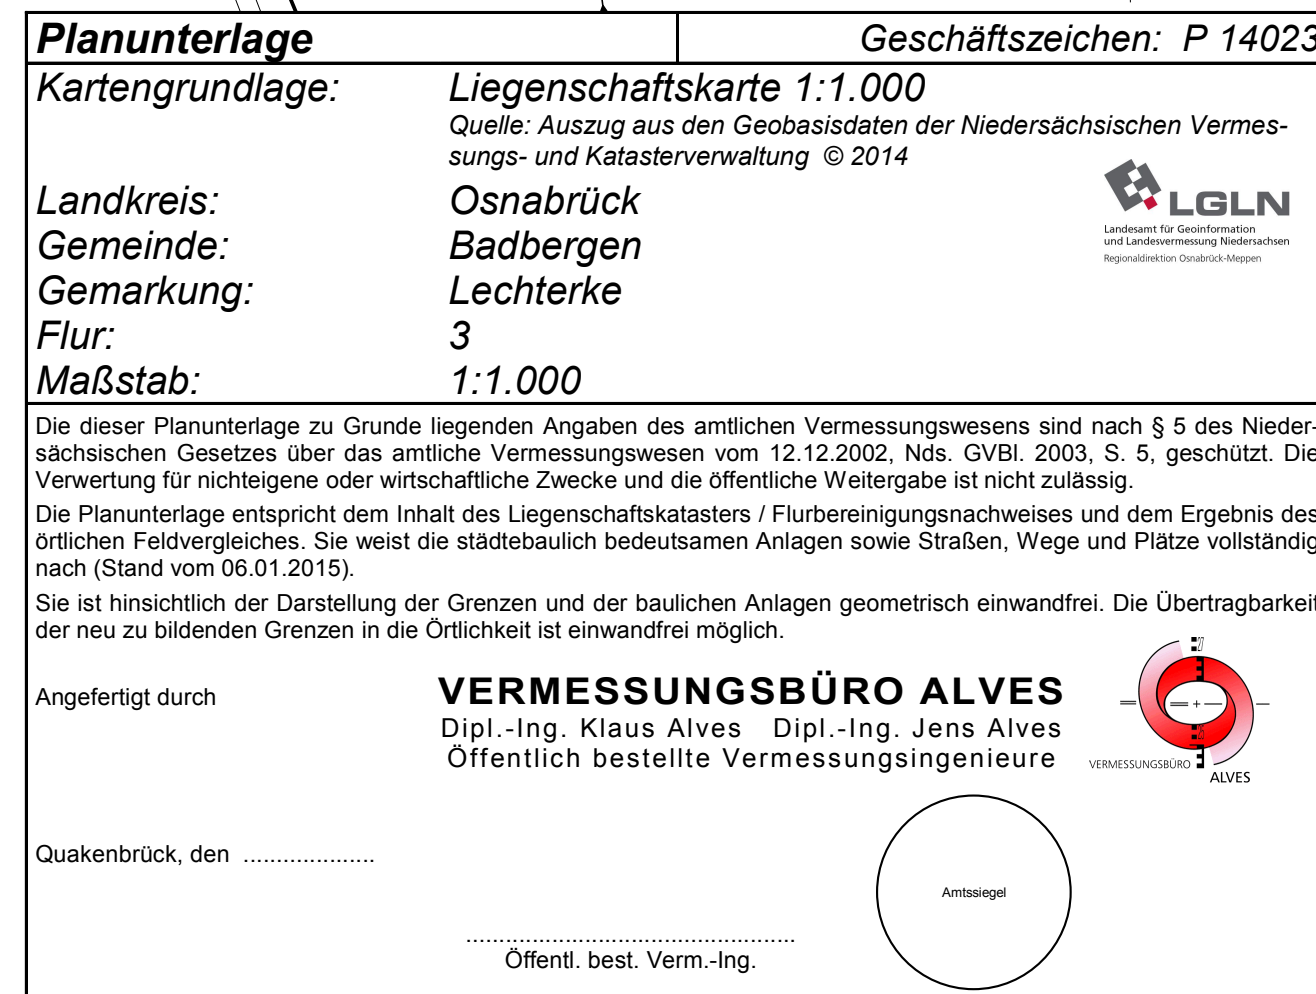 Planunterlage Geschäftszeichen: P 14023
Kartengrundlage: Liegenschaftskarte 1:1.000
Quelle: Auszug aus den Geobasisdaten der Niedersächsischen Vermes-
sungs- und Katasterverwaltung © 2014
LGLN
Landesamt für Geoinformation
und Landesvermessung Niedersachsen
Regionaldirektion Osnabrück-Meppen
Landkreis: Osnabrück
Gemeinde: Badbergen
Gemarkung: Lechterke
Flur: 3
Maßstab: 1:1.000
Die dieser Planunterlage zu Grunde liegenden Angaben des amtlichen Vermessungswesens sind nach § 5 des Nieder-
sächsischen Gesetzes über das amtliche Vermessungswesen vom 12.12.2002, Nds. GVBl. 2003, S. 5, geschützt. Die
Verwertung für nichteigene oder wirtschaftliche Zwecke und die öffentliche Weitergabe ist nicht zulässig.
Die Planunterlage entspricht dem Inhalt des Liegenschaftskatasters / Flurbereinigungsnachweises und dem Ergebnis des
örtlichen Feldvergleiches. Sie weist die städtebaulich bedeutsamen Anlagen sowie Straßen, Wege und Plätze vollständig
nach (Stand vom 06.01.2015).
Sie ist hinsichtlich der Darstellung der Grenzen und der baulichen Anlagen geometrisch einwandfrei. Die Übertragbarkeit
der neu zu bildenden Grenzen in die Örtlichkeit ist einwandfrei möglich.
Angefertigt durch VERMESSUNGSBÜRO ALVES
Dipl.-Ing. Klaus Alves Dipl.-Ing. Jens Alves
Öffentlich bestellte Vermessungsingenieure
VERMESSUNGSBÜRO
ALVES
Quakenbrück, den ....................
Amtssiegel
..................................................
Öffentl. best. Verm.-Ing.